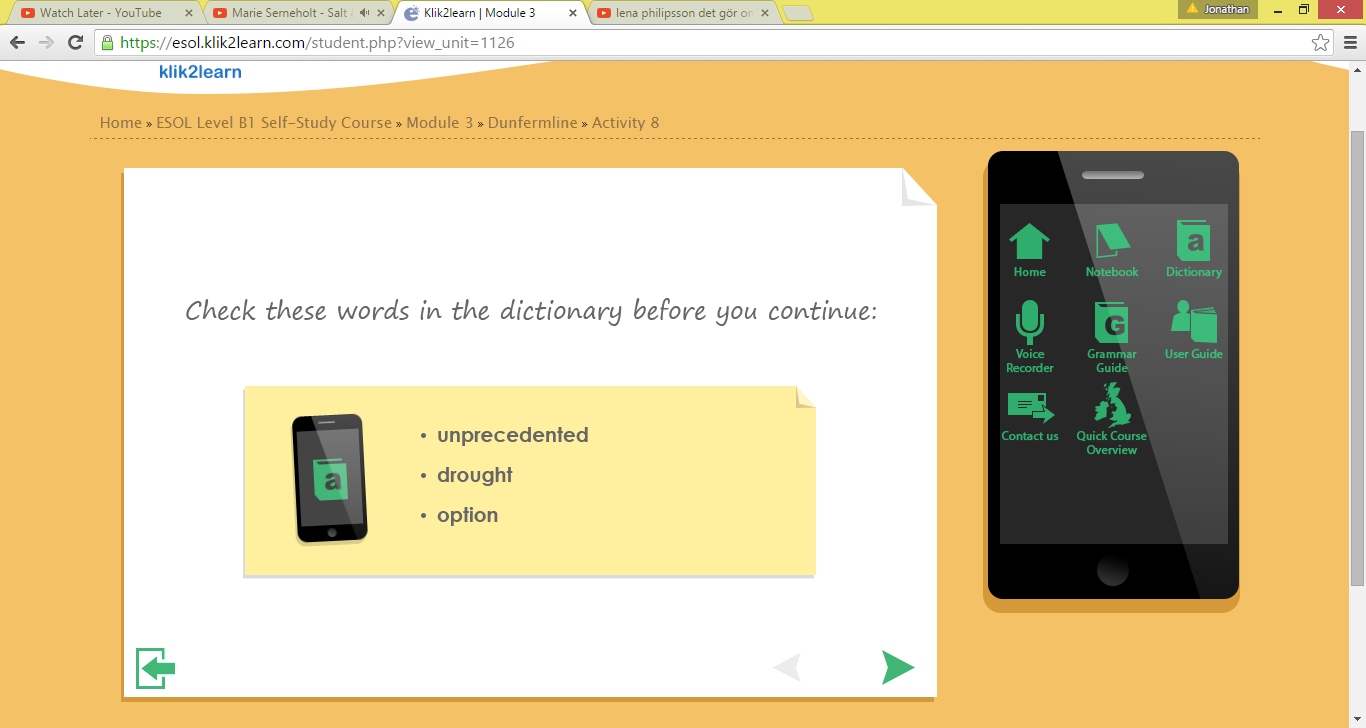 Watch Later - YouTube
Marie Serneholt - Salt &
Klik2learn | Module 3
lena philipsson det gör on
Jonathan
https://esol.klik2learn.com/student.php?view_unit=1126
klik2learn
Home » ESOL Level B1 Self-Study Course » Module 3 » Dunfermline » Activity 8
Check these words in the dictionary before you continue:
a
• unprecedented
• drought
• option
a
Home
Notebook
Dictionary
G
Voice
Recorder
Grammar
Guide
User Guide
Contact us
Quick Course
Overview